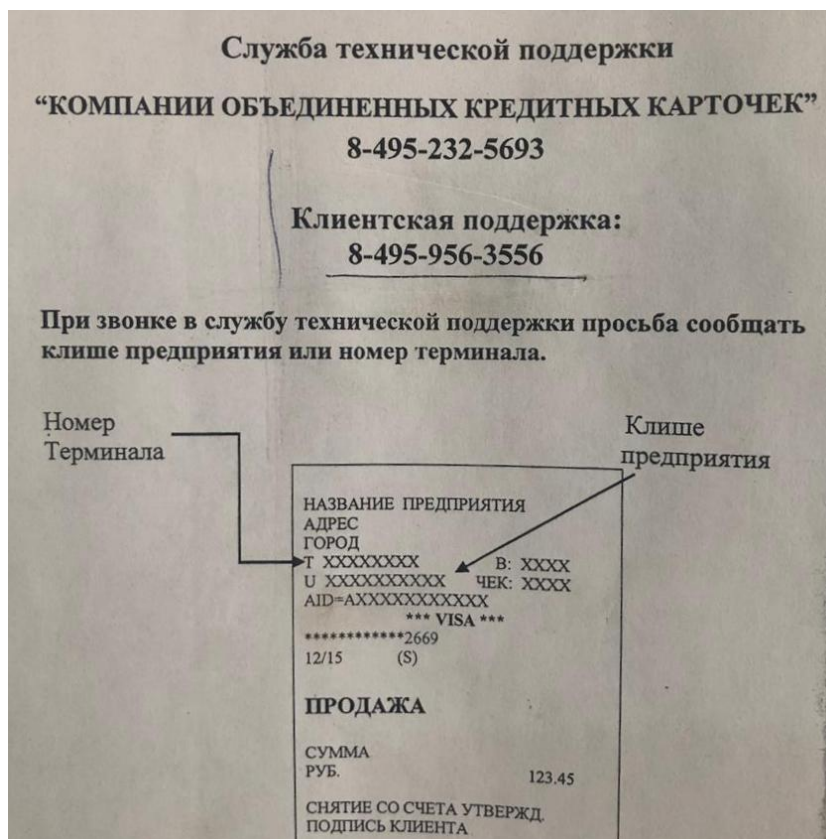 Служба технической поддержки
“КОМПАНИИ ОБЪЕДИНЕННЫХ КРЕДИТНЫХ КАРТОЧЕК”
8-495-232-5693
Клиентская поддержка:
8-495-956-3556
При звонке в службу технической поддержки просьба сообщать
клише предприятия или номер терминала.
Номер
Терминала
Клише
предприятия
НАЗВАНИЕ ПРЕДПРИЯТИЯ
АДРЕС
ГОРОД
T XXXXXXXX В: XXXX
U XXXXXXXXXX ЧЕК: XXXX
AID=AXXXXXXXXXXXX
*** VISA ***
************2669
12/15 (S)
ПРОДАЖА
СУММА
РУБ. 123.45
СНЯТИЕ СО СЧЕТА УТВЕРЖД.
ПОДПИСЬ КЛИЕНТА